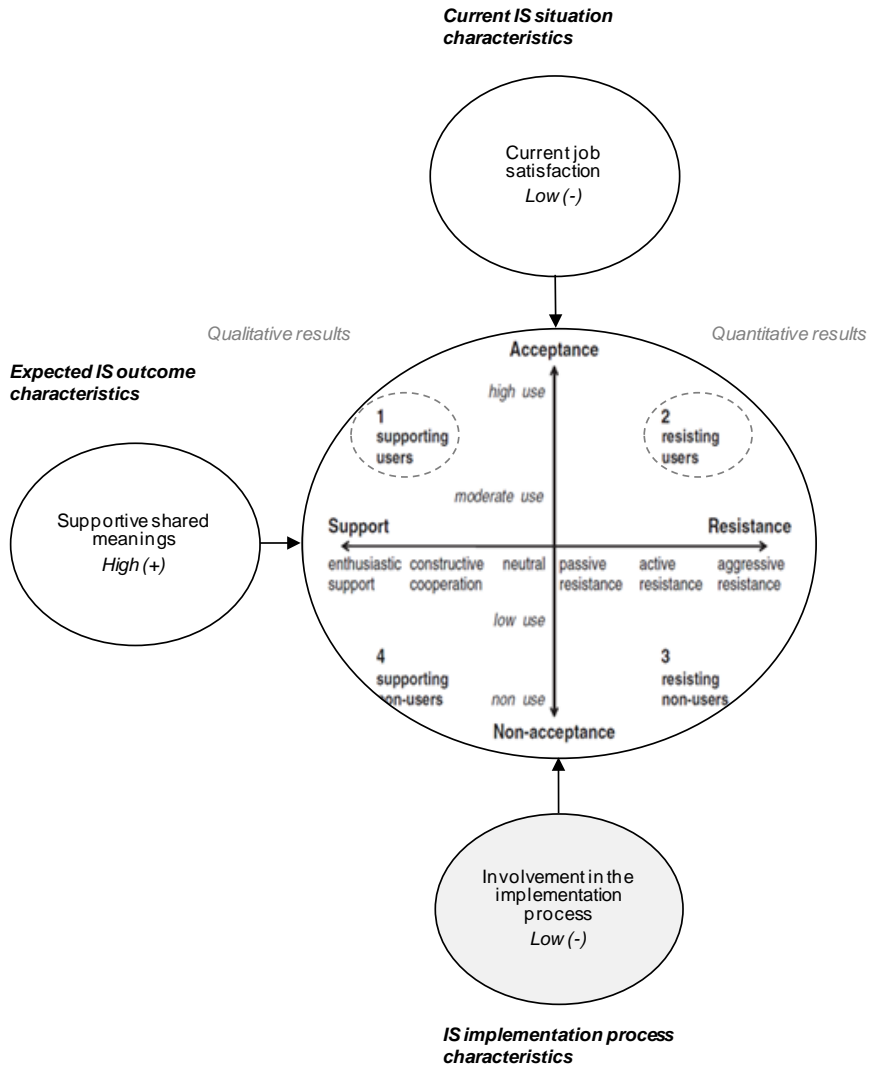 Current IS situation
characteristics
Current job
satisfaction
Low (-)
Qualitative results
Quantitative results
Expected IS outcome
characteristics
Supportive shared
meanings
High (+)
Acceptance
high use
1
supporting
users
2
resisting
users
moderate use
Support
Resistance
enthusiastic
support
constructive
cooperation
neutral
passive
resistance
active
resistance
aggressive
resistance
low use
4
supporting
non-users
3
resisting
non-users
non use
Non-acceptance
Involvement in the
implementation
process
Low (-)
IS implementation process
characteristics